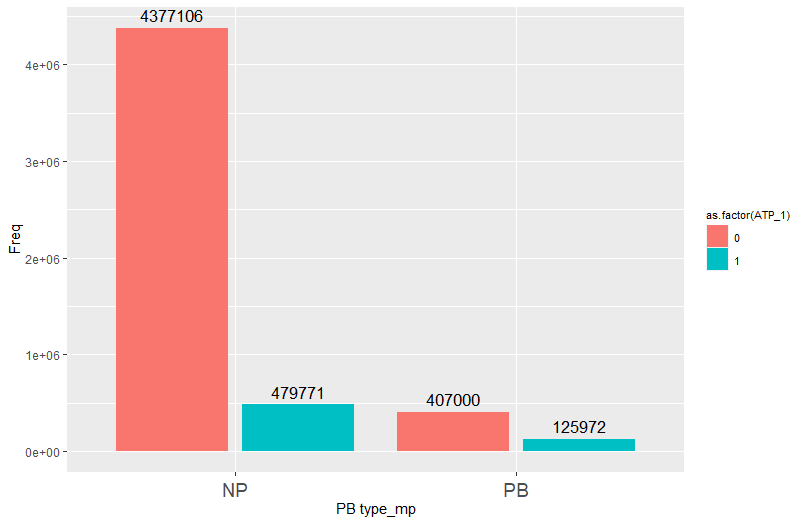 4377106
4e+06
3e+06
Freq
2e+06
1e+06
0e+00
479771
407000
125972
NP
PB
PB type_mp
as.factor(ATP_1)
0
1